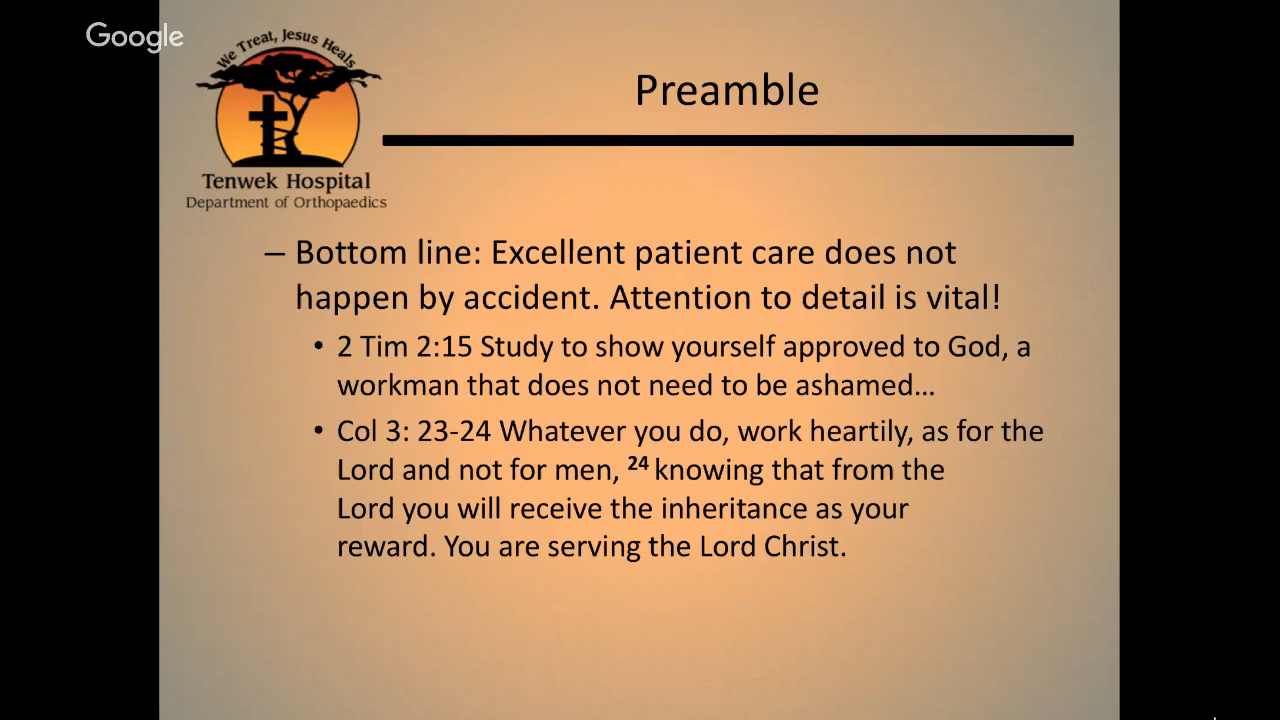 Google
We Treat, Jesus Heals
Tenwek Hospital
Department of Orthopaedics
Preamble
– Bottom line: Excellent patient care does not
happen by accident. Attention to detail is vital!
• 2 Tim 2:15 Study to show yourself approved to God, a
workman that does not need to be ashamed…
• Col 3: 23-24 Whatever you do, work heartily, as for the
Lord and not for men, 24 knowing that from the
Lord you will receive the inheritance as your
reward. You are serving the Lord Christ.